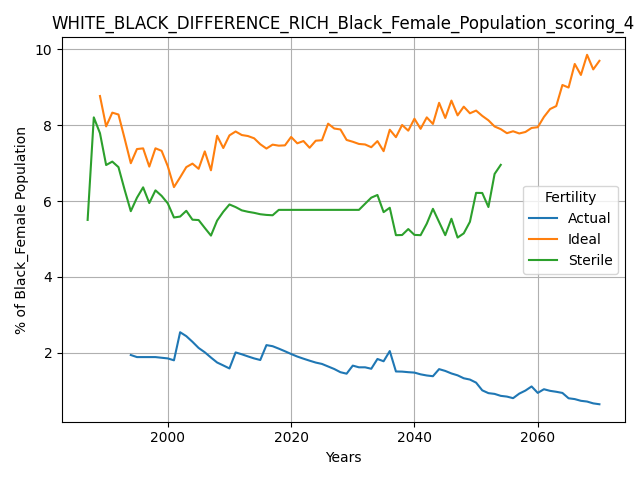 WHITE_BLACK_DIFFERENCE_RICH_Black_Female_Population_scoring_4
% of Black_Female Population
10
8
6
4
2
Fertility
Actual
Ideal
Sterile
2000
2020
2040
2060
Years